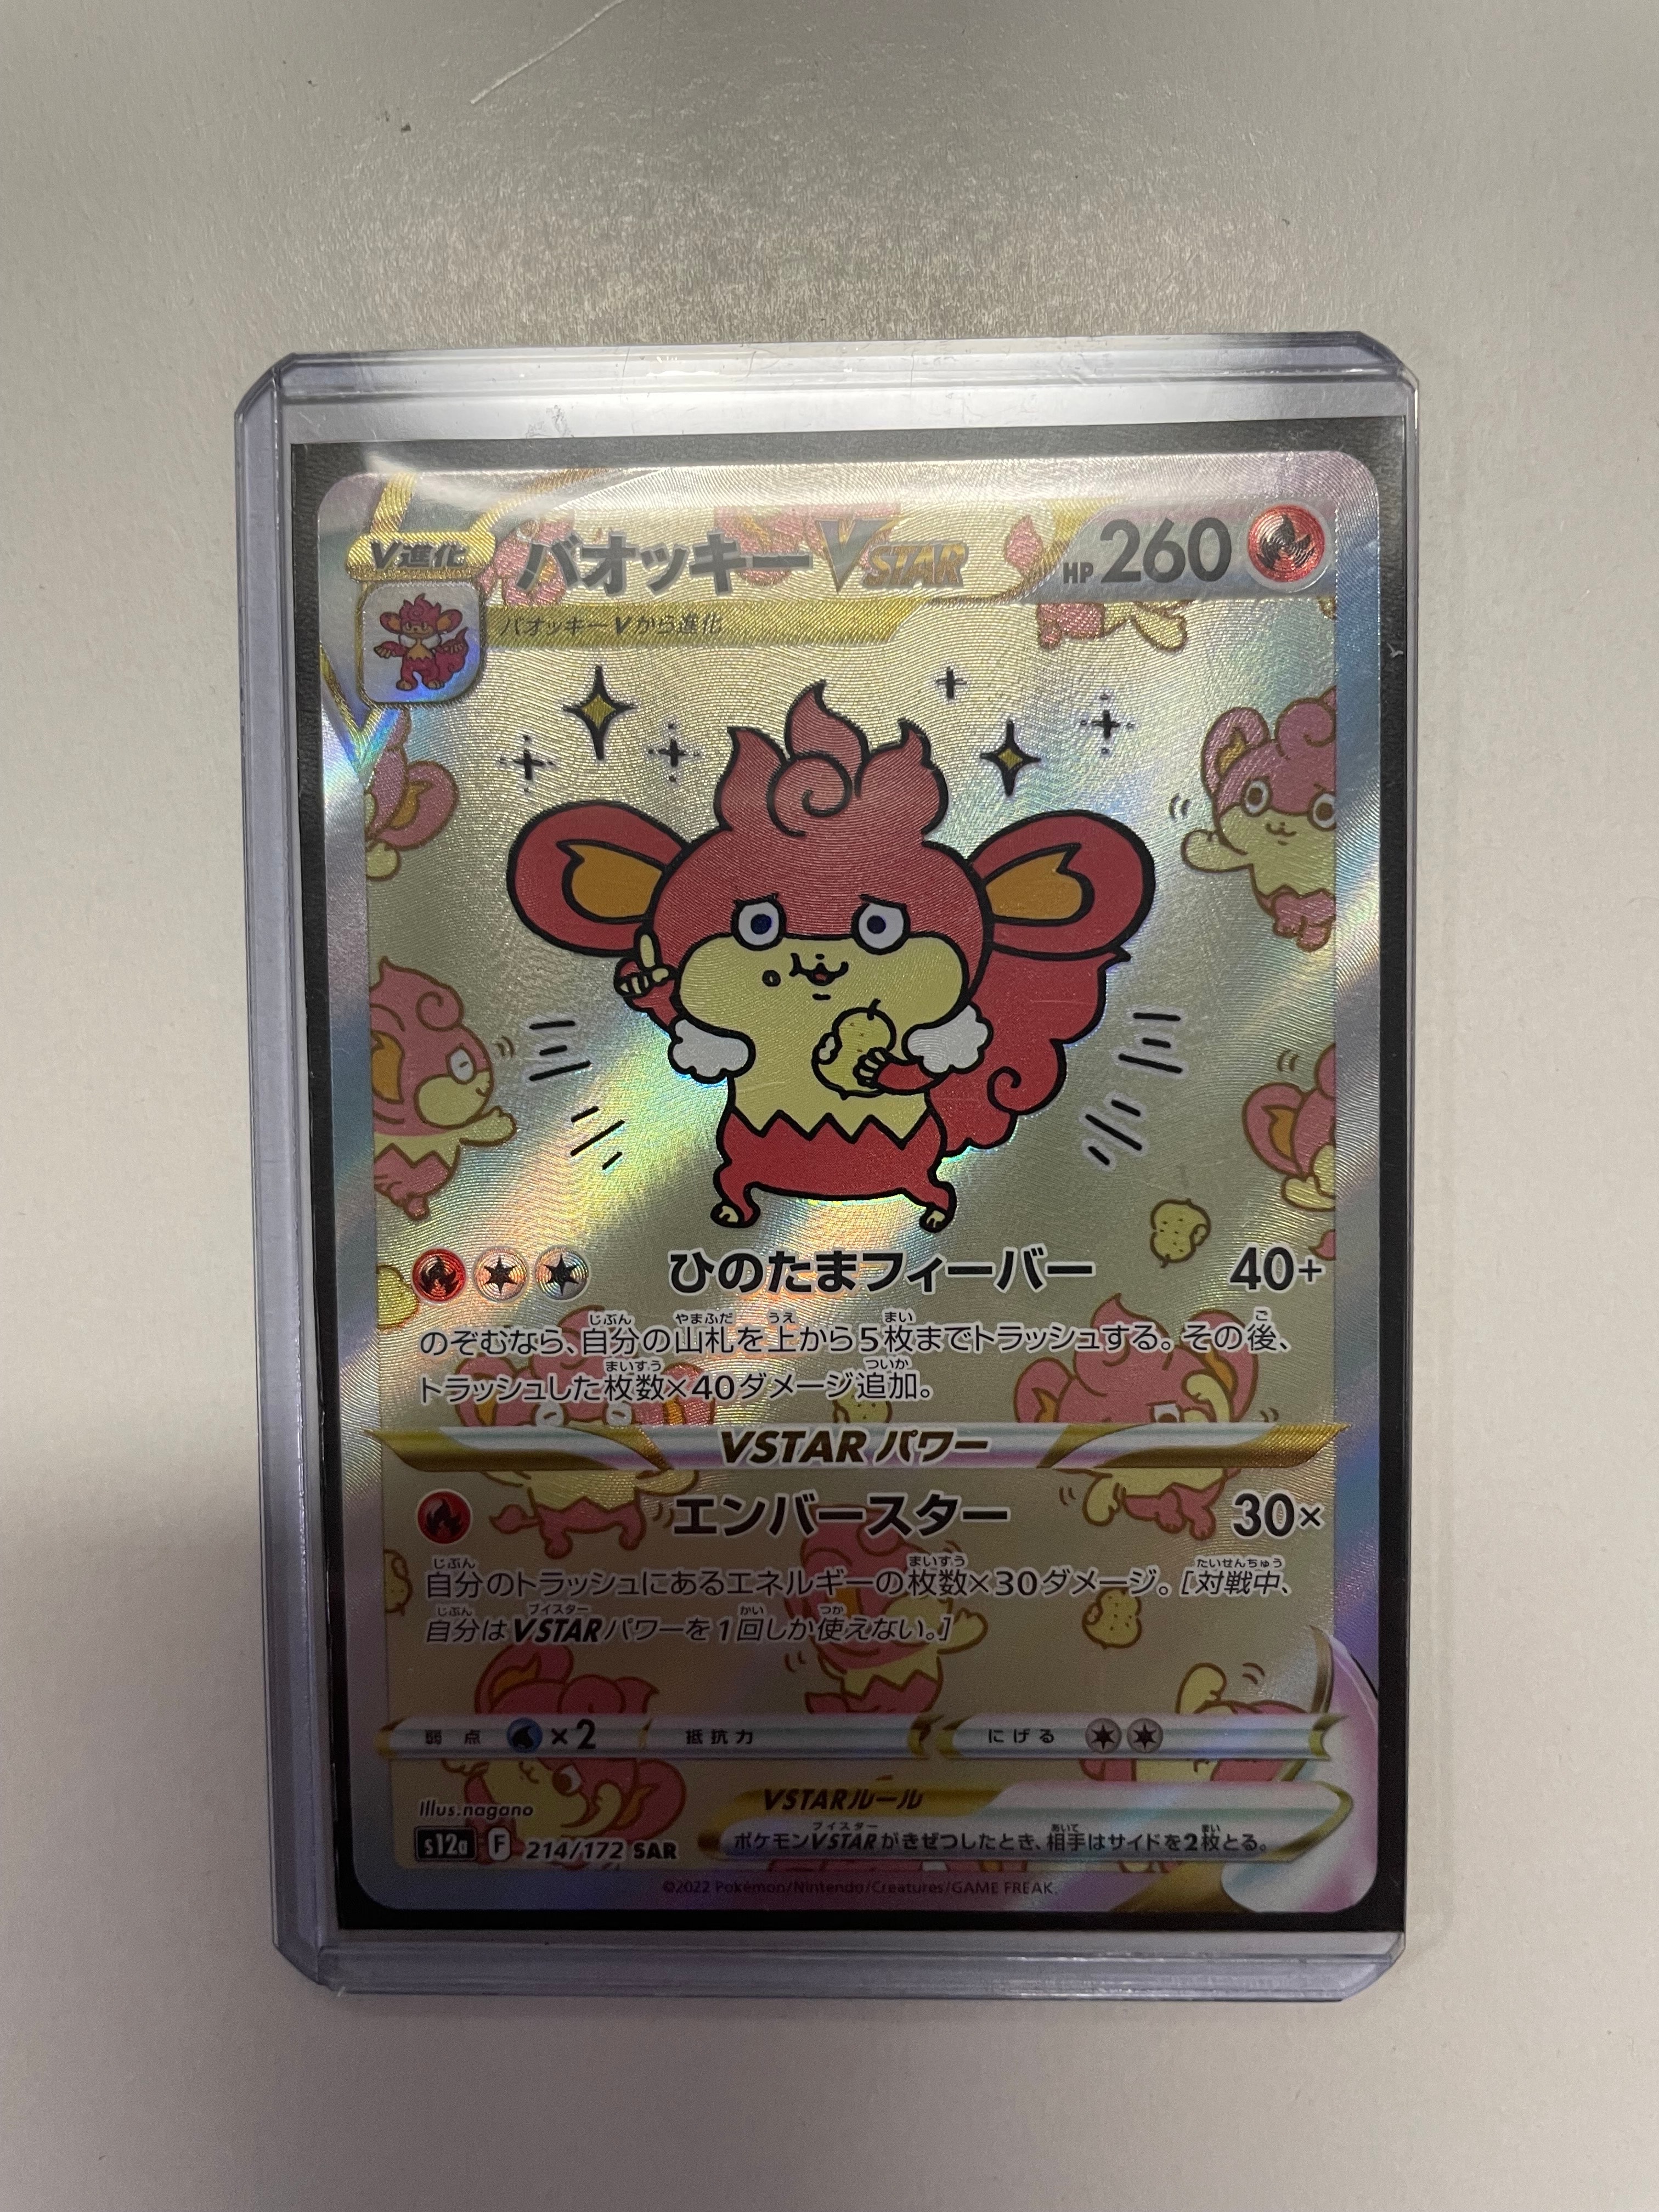 V進化 バオッキーVSTAR HP 260
バオッキーVから進化
ひのたまフィーバー 40+
のぞむなら、自分の山札を上から5枚までトラッシュする。その後、
トラッシュした枚数×40ダメージ追加。
VSTARパワー
エンバースター 30×
自分のトラッシュにあるエネルギーの枚数×30ダメージ。[対戦中、
自分はVSTARパワーを1回しか使えない。]
弱点 ×2 抵抗力 にげる
Illus.nagano
VSTARルール
s12a F 214/172 SAR
ポケモンVSTARがきぜつしたとき、相手はサイドを2枚とる。
©2022 Pokémon/Nintendo/Creatures/GAME FREAK.